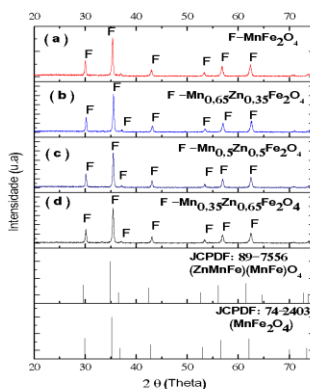 20 30 40 50 60 70
(a) F-MnFe2O4
F F F F F F
(b) F -Mn0,65Zn0,35Fe2O4
F F F F F F F
(c) F -Mn0,5Zn0,5Fe2O4
F F F F F F F
(d) F -Mn0,35Zn0,65Fe2O4
F F F F F F F
JCPDF: 89-7556
(ZnMnFe)(MnFe)O4
JCPDF: 74-2403
(MnFe2O4)
20 30 40 50 60 70
2 θ (Theta)
Intensidade (u.a)